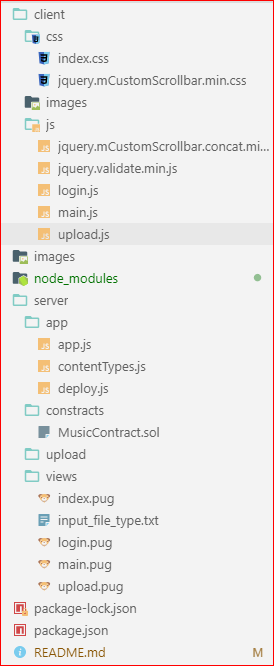 client
css
index.css
jquery.mCustomScrollbar.min.css
images
js
jquery.mCustomScrollbar.concat.mi...
jquery.validate.min.js
login.js
main.js
upload.js
images
node_modules
server
app
app.js
contentTypes.js
deploy.js
constracts
MusicContract.sol
upload
views
index.pug
input_file_type.txt
login.pug
main.pug
upload.pug
package-lock.json
package.json
README.md M